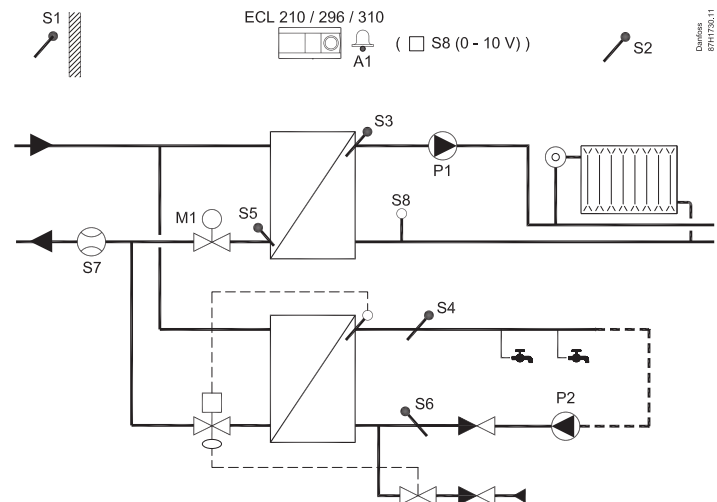 S1
ECL 210 / 296 / 310
A1
( S8 (0 - 10 V) )
S2
Danfoss
87H1730.11
S3
P1
M1
S5
S8
S7
S4
S6
P2